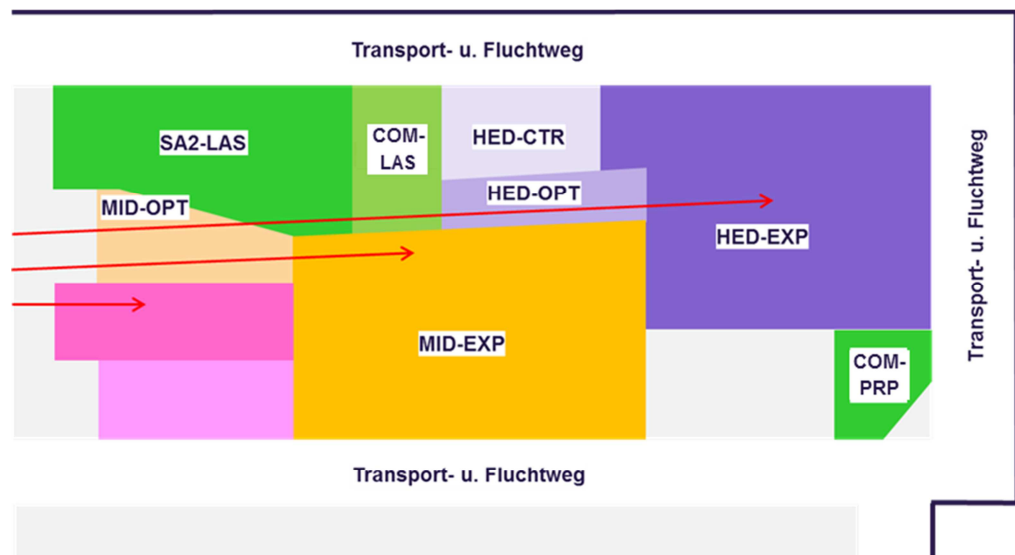 Transport- u. Fluchtweg
SA2-LAS
COM-
LAS
HED-CTR
MID-OPT
HED-OPT
HED-EXP
MID-EXP
COM-
PRP
Transport- u. Fluchtweg
Transport- u. Fluchtweg